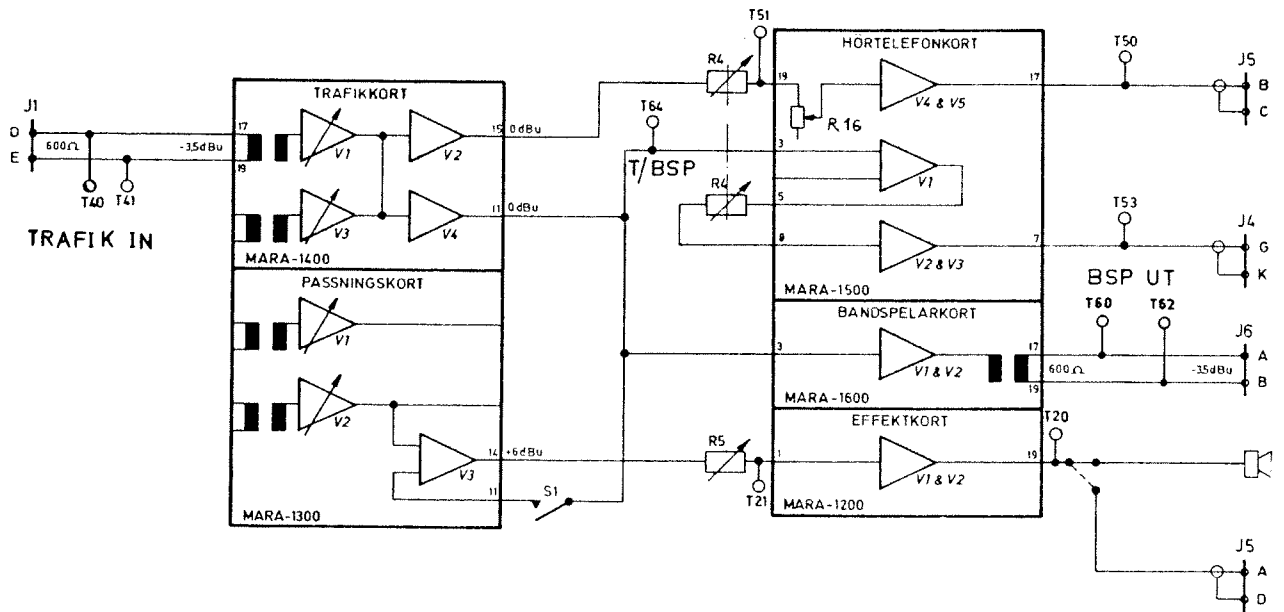 T51
HÖRTELEFONKORT
T50
J5
R4
TRAFIKKORT
19
17
B
J1
T64
V4 & V5
C
D
17
15 0dBu
R 16
600Ω
-3,5dBu
V1
V2
3
E
19
T/BSP
T40
T41
R4
V1
5
T53
11 0dBu
TRAFIK IN
V3
V4
J4
9
7
G
MARA-1400
V2 & V3
K
PASSNINGSKORT
MARA-1500
BSP UT
BANDSPELARKORT
T60
T62
J6
V1
3
17
A
V1 & V2
600Ω
-3,5dBu
19
B
MARA-1600
V2
EFFEKTKORT
T20
14
+6dBu
R5
1
19
V3
V1 & V2
11
S1
T21
MARA-1300
MARA-1200
J5
A
D